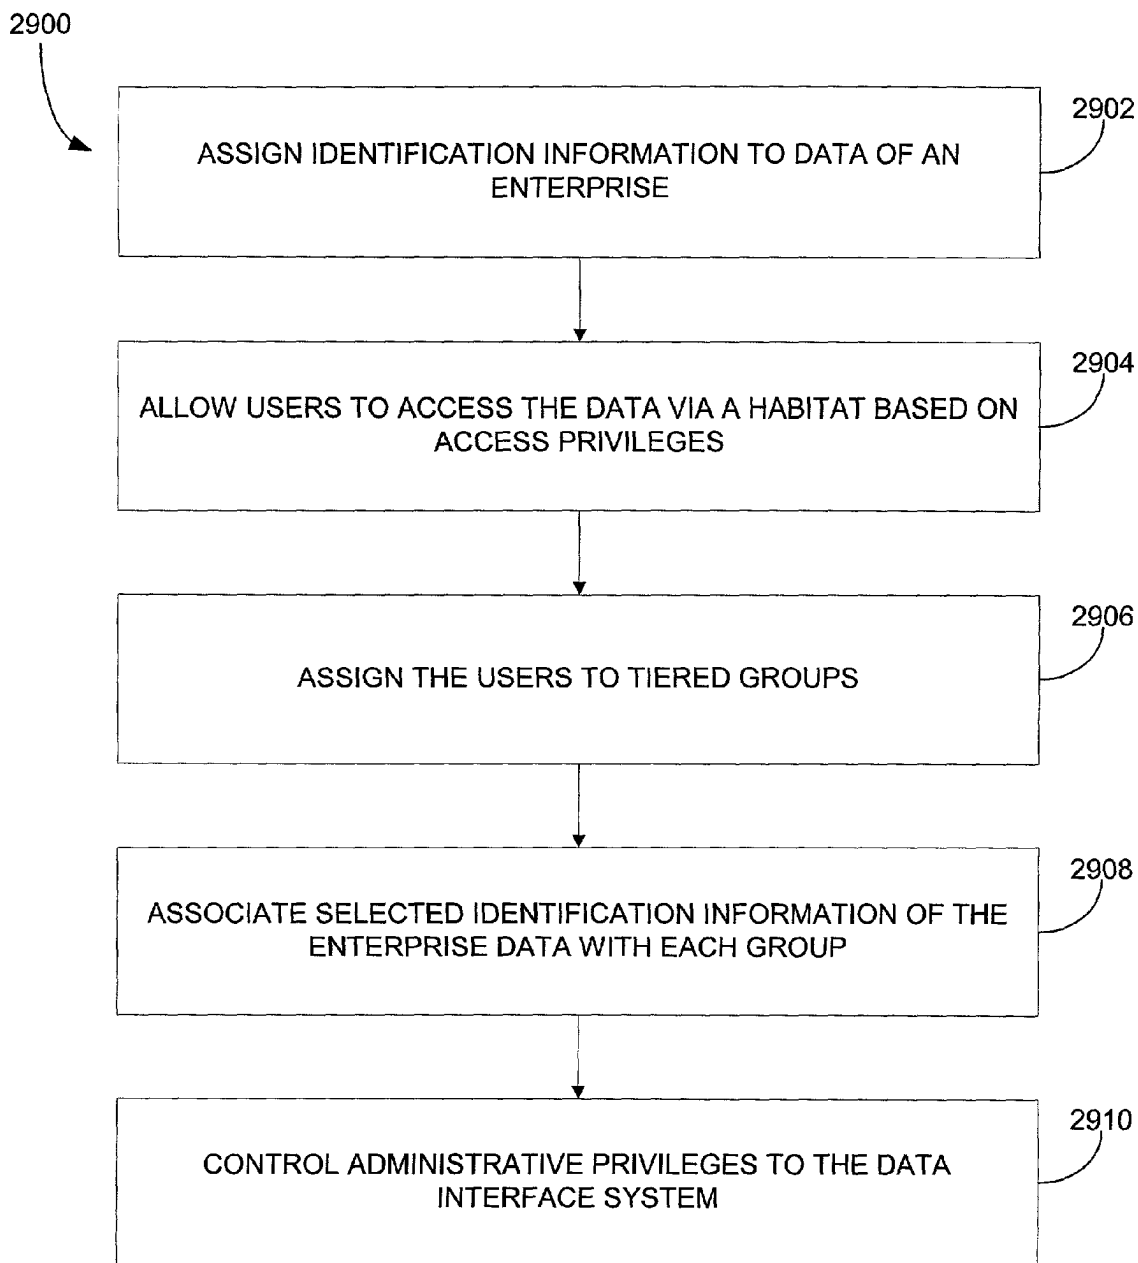 2900
2902
ASSIGN IDENTIFICATION INFORMATION TO DATA OF AN
ENTERPRISE
2904
ALLOW USERS TO ACCESS THE DATA VIA A HABITAT BASED ON
ACCESS PRIVILEGES
2906
ASSIGN THE USERS TO TIERED GROUPS
2908
ASSOCIATE SELECTED IDENTIFICATION INFORMATION OF THE
ENTERPRISE DATA WITH EACH GROUP
2910
CONTROL ADMINISTRATIVE PRIVILEGES TO THE DATA
INTERFACE SYSTEM